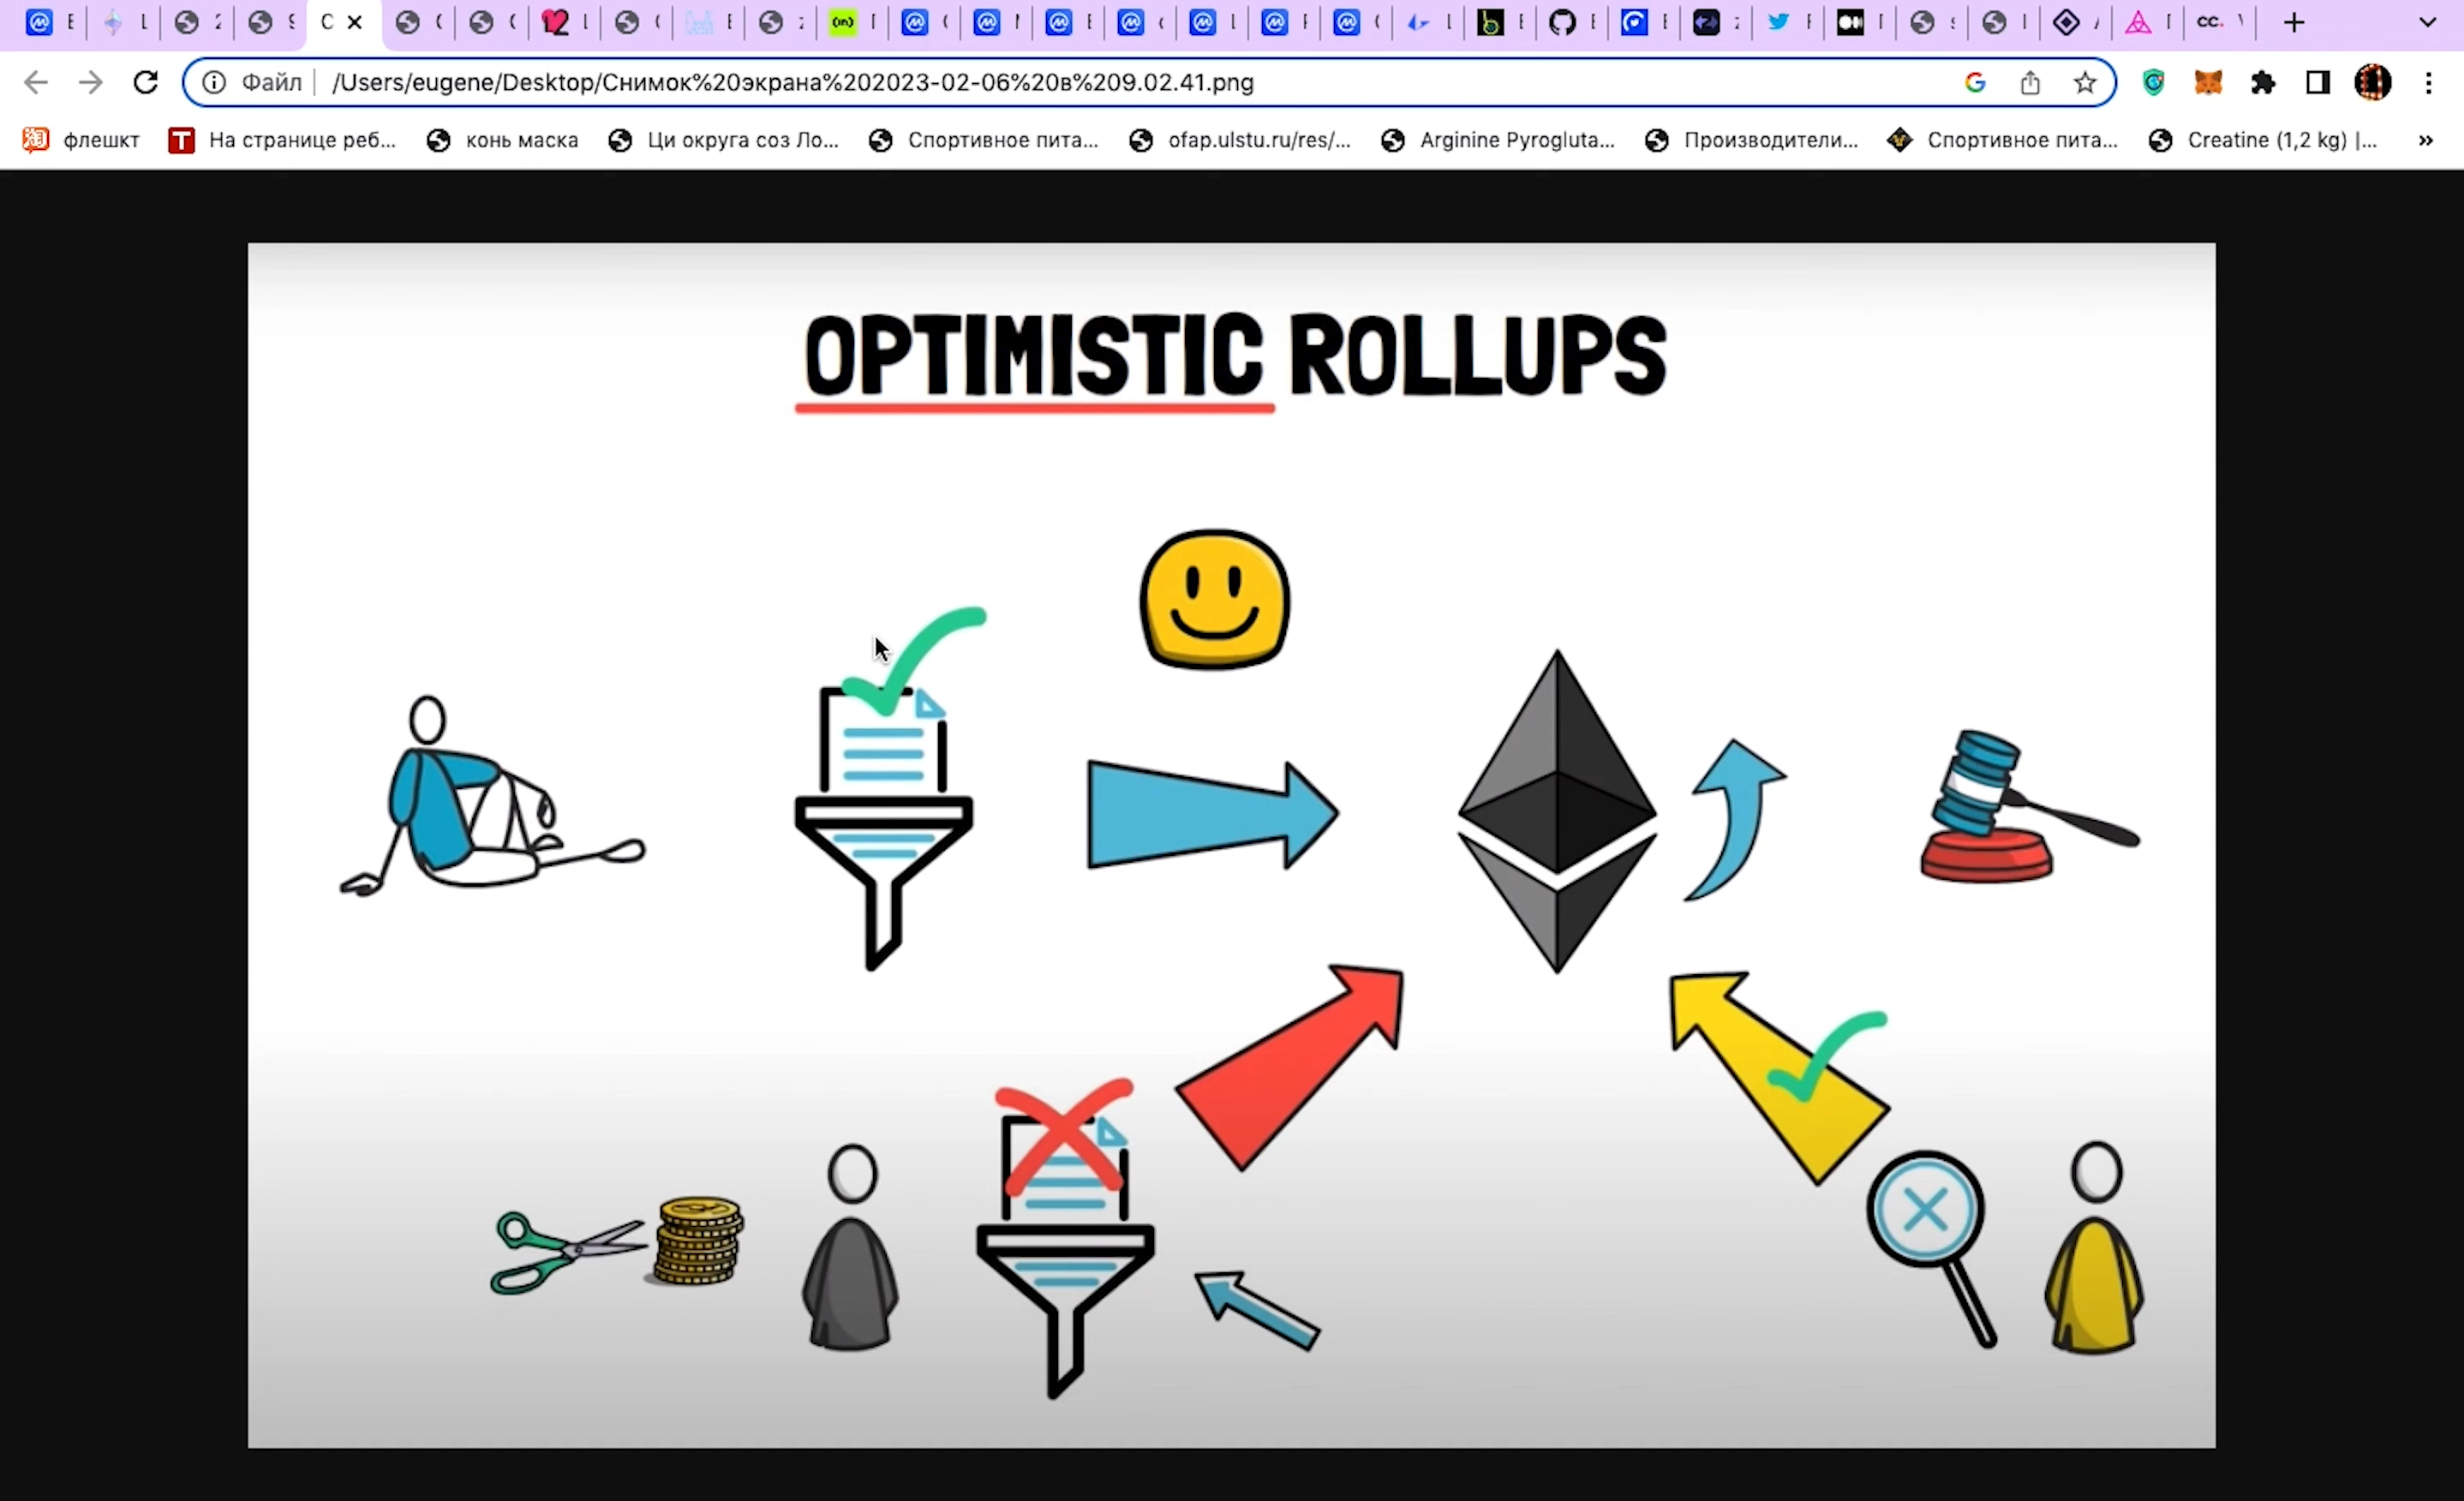 Файл /Users/eugene/Desktop/Снимок%20экрана%202023-02-06%20в%209.02.41.png
флешкт На странице реб... конь маска Ци округа соз Ло... Спортивное пита... ofap.ulstu.ru/res/... Arginine Pyrogluta... Производители... Спортивное пита... Creatine (1,2 kg) |...
OPTIMISTIC ROLLUPS